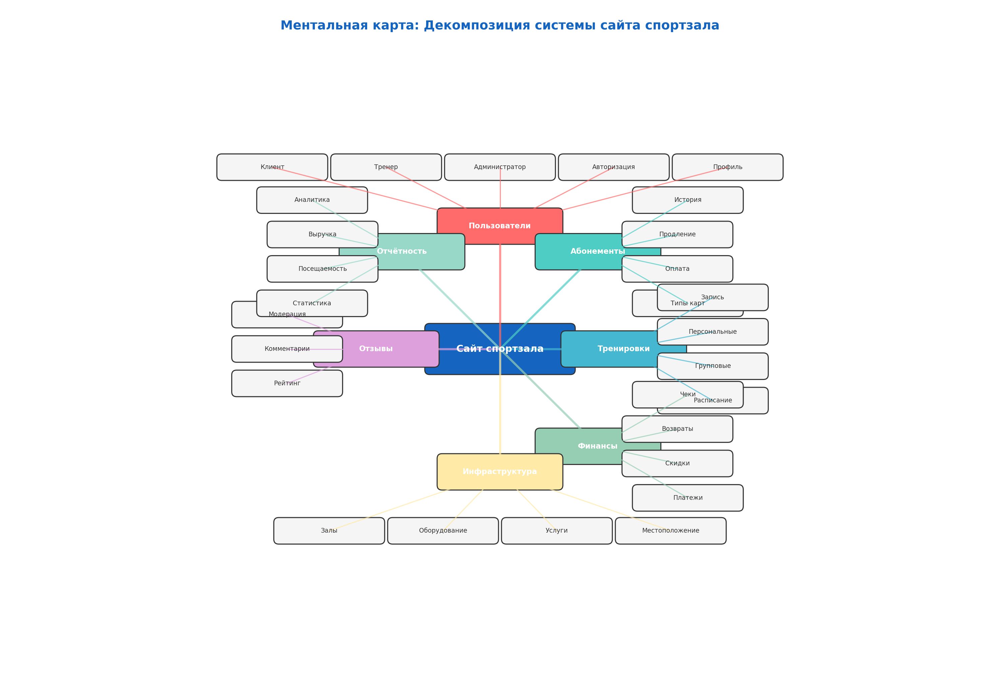 Ментальная карта: Декомпозиция системы сайта спортзала
Клиент
Тренер
Администратор
Авторизация
Профиль
Аналитика
История
Пользователи
Выручка
Продление
Отчётность
Абонементы
Посещаемость
Оплата
Запись
Статистика
Типы карт
Модерация
Персональные
Комментарии
Отзывы
Сайт спортзала
Тренировки
Групповые
Рейтинг
Чеки
Расписание
Возвраты
Финансы
Скидки
Инфраструктура
Платежи
Залы
Оборудование
Услуги
Местоположение